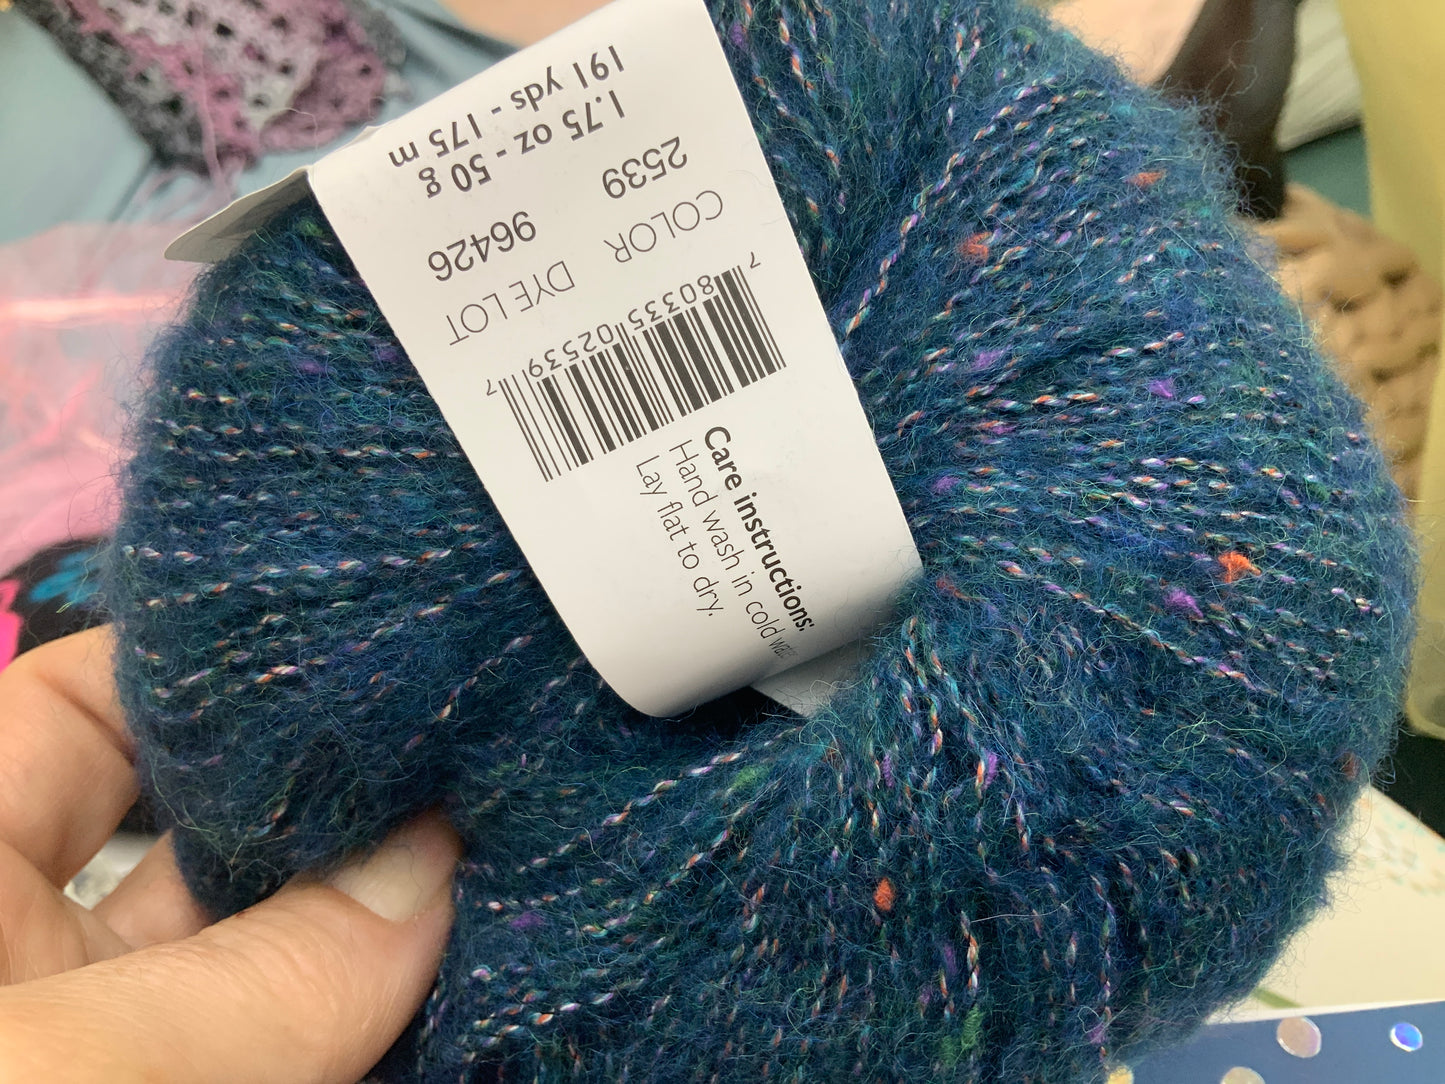 191 yds - 175 m
1.75 oz - 50 g
COLOR DYE LOT
2539 96426
7 80335 02539 7
Care instructions:
Hand wash in cold water
Lay flat to dry.